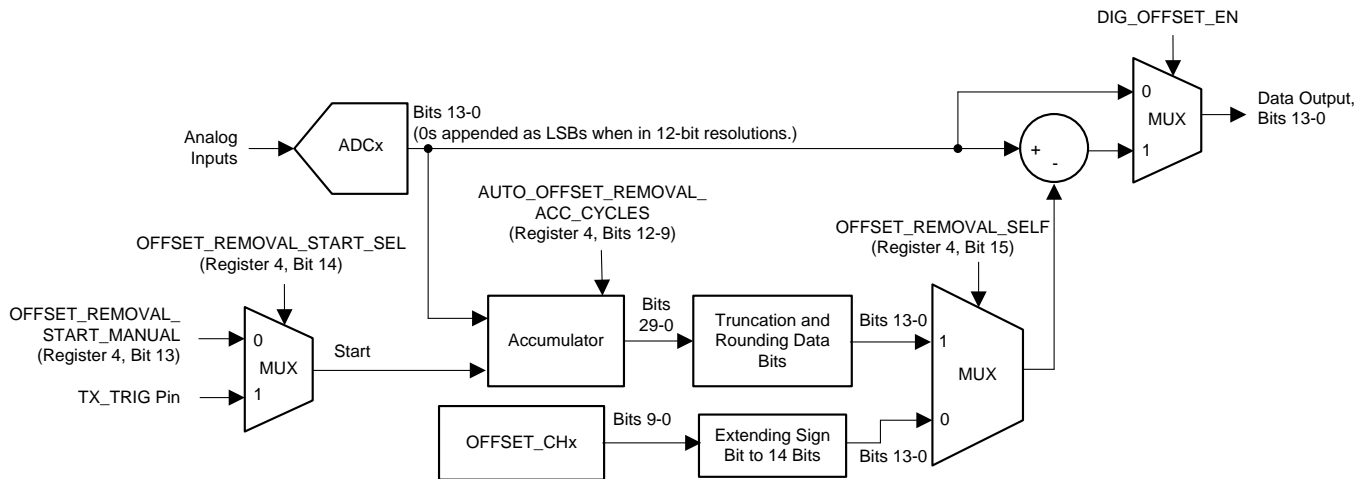 DIG_OFFSET_EN
0
MUX
1
Data Output,
Bits 13-0
Bits 13-0
(0s appended as LSBs when in 12-bit resolutions.)
Analog
Inputs
ADCx
+
-
AUTO_OFFSET_REMOVAL_
ACC_CYCLES
(Register 4, Bits 12-9)
OFFSET_REMOVAL_SELF
(Register 4, Bit 15)
OFFSET_REMOVAL_START_SEL
(Register 4, Bit 14)
OFFSET_REMOVAL_
START_MANUAL
(Register 4, Bit 13)
TX_TRIG Pin
0
MUX
1
Start
Accumulator
Bits
29-0
Truncation and
Rounding Data
Bits
Bits 13-0
1
MUX
0
OFFSET_CHx
Bits 9-0
Extending Sign
Bit to 14 Bits
Bits 13-0